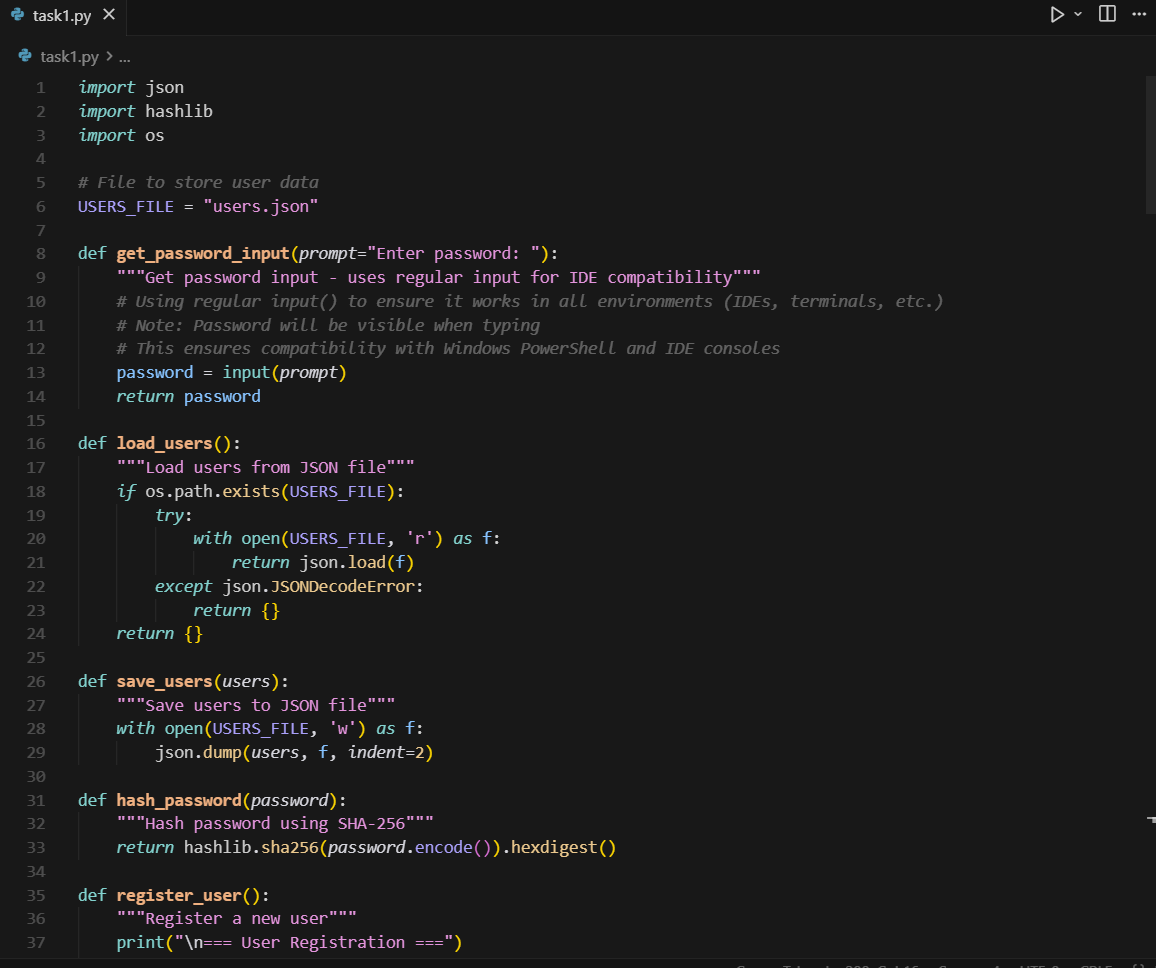 task1.py
task1.py > ...
1 import json
2 import hashlib
3 import os
4
5 # File to store user data
6 USERS_FILE = "users.json"
7
8 def get_password_input(prompt="Enter password: "):
9     """Get password input - uses regular input for IDE compatibility"""
10     # Using regular input() to ensure it works in all environments (IDEs, terminals, etc.)
11     # Note: Password will be visible when typing
12     # This ensures compatibility with Windows PowerShell and IDE consoles
13     password = input(prompt)
14     return password
15
16 def load_users():
17     """Load users from JSON file"""
18     if os.path.exists(USERS_FILE):
19         try:
20             with open(USERS_FILE, 'r') as f:
21                 return json.load(f)
22         except json.JSONDecodeError:
23             return {}
24     return {}
25
26 def save_users(users):
27     """Save users to JSON file"""
28     with open(USERS_FILE, 'w') as f:
29         json.dump(users, f, indent=2)
30
31 def hash_password(password):
32     """Hash password using SHA-256"""
33     return hashlib.sha256(password.encode()).hexdigest()
34
35 def register_user():
36     """Register a new user"""
37     print("\n=== User Registration ===")